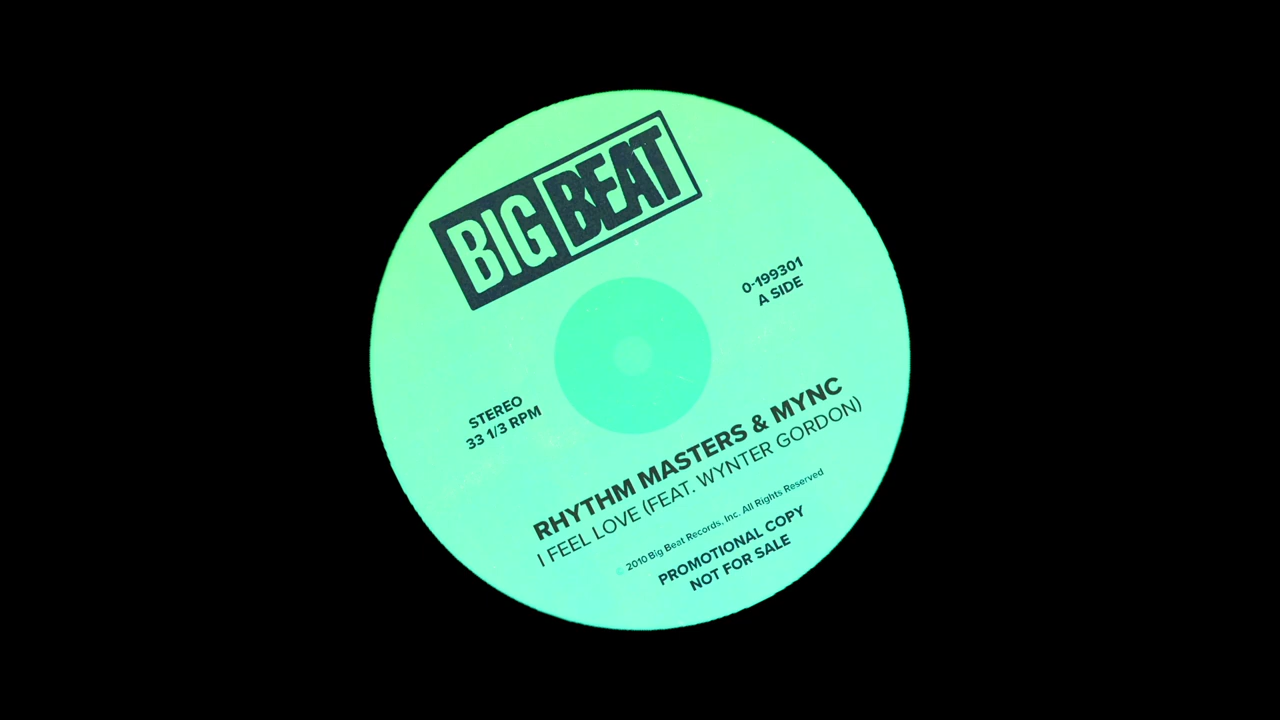 BIG BEAT
0-199301
A SIDE
STEREO
33 1/3 RPM
RHYTHM MASTERS & MYNC
I FEEL LOVE (FEAT. WYNTER GORDON)
© 2010 Big Beat Records, Inc. All Rights Reserved
PROMOTIONAL COPY
NOT FOR SALE